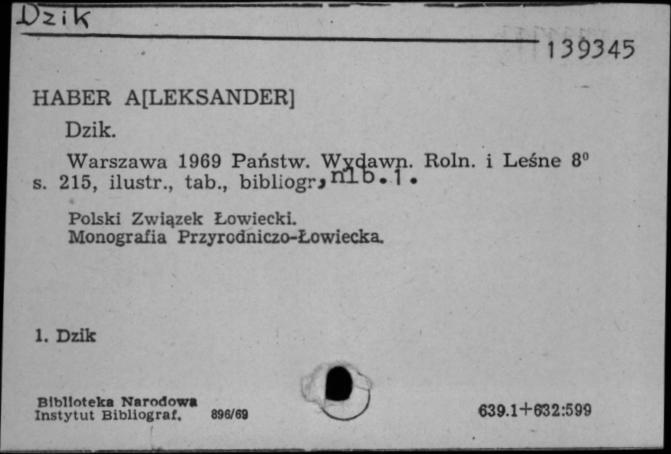 Dzik
139345
HABER A[LEKSANDER]
Dzik.
Warszawa 1969 Państw. Wydawn. Roln. i Leśne 8⁰
s. 215, ilustr., tab., bibliogr, nlb. 1.
Polski Związek Łowiecki.
Monografia Przyrodniczo-Łowiecka.
1. Dzik
Biblioteka Narodowa
Instytut Bibliograf. 896/69
639.1+632:599